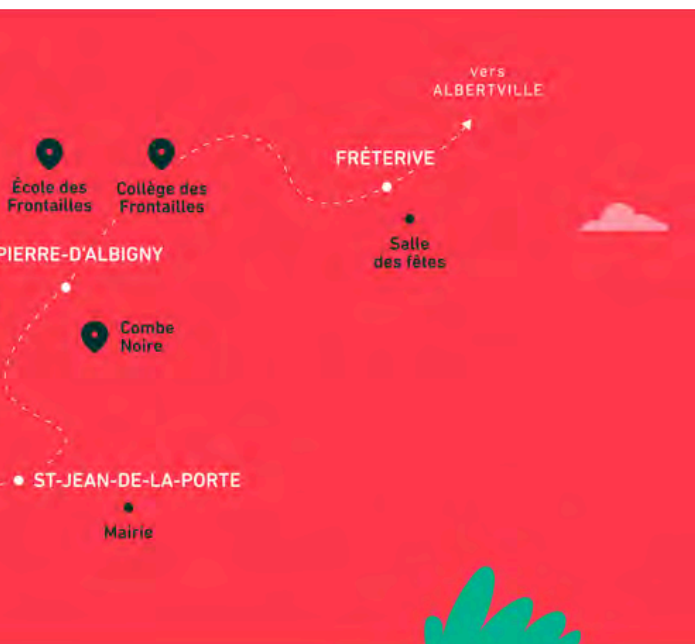 vers
ALBERTVILLE
FRÉTERIVE
École des
Frontailles
Collège des
Frontailles
Salle
des fêtes
PIERRE-D'ALBIGNY
Combe
Noire
ST-JEAN-DE-LA-PORTE
Mairie